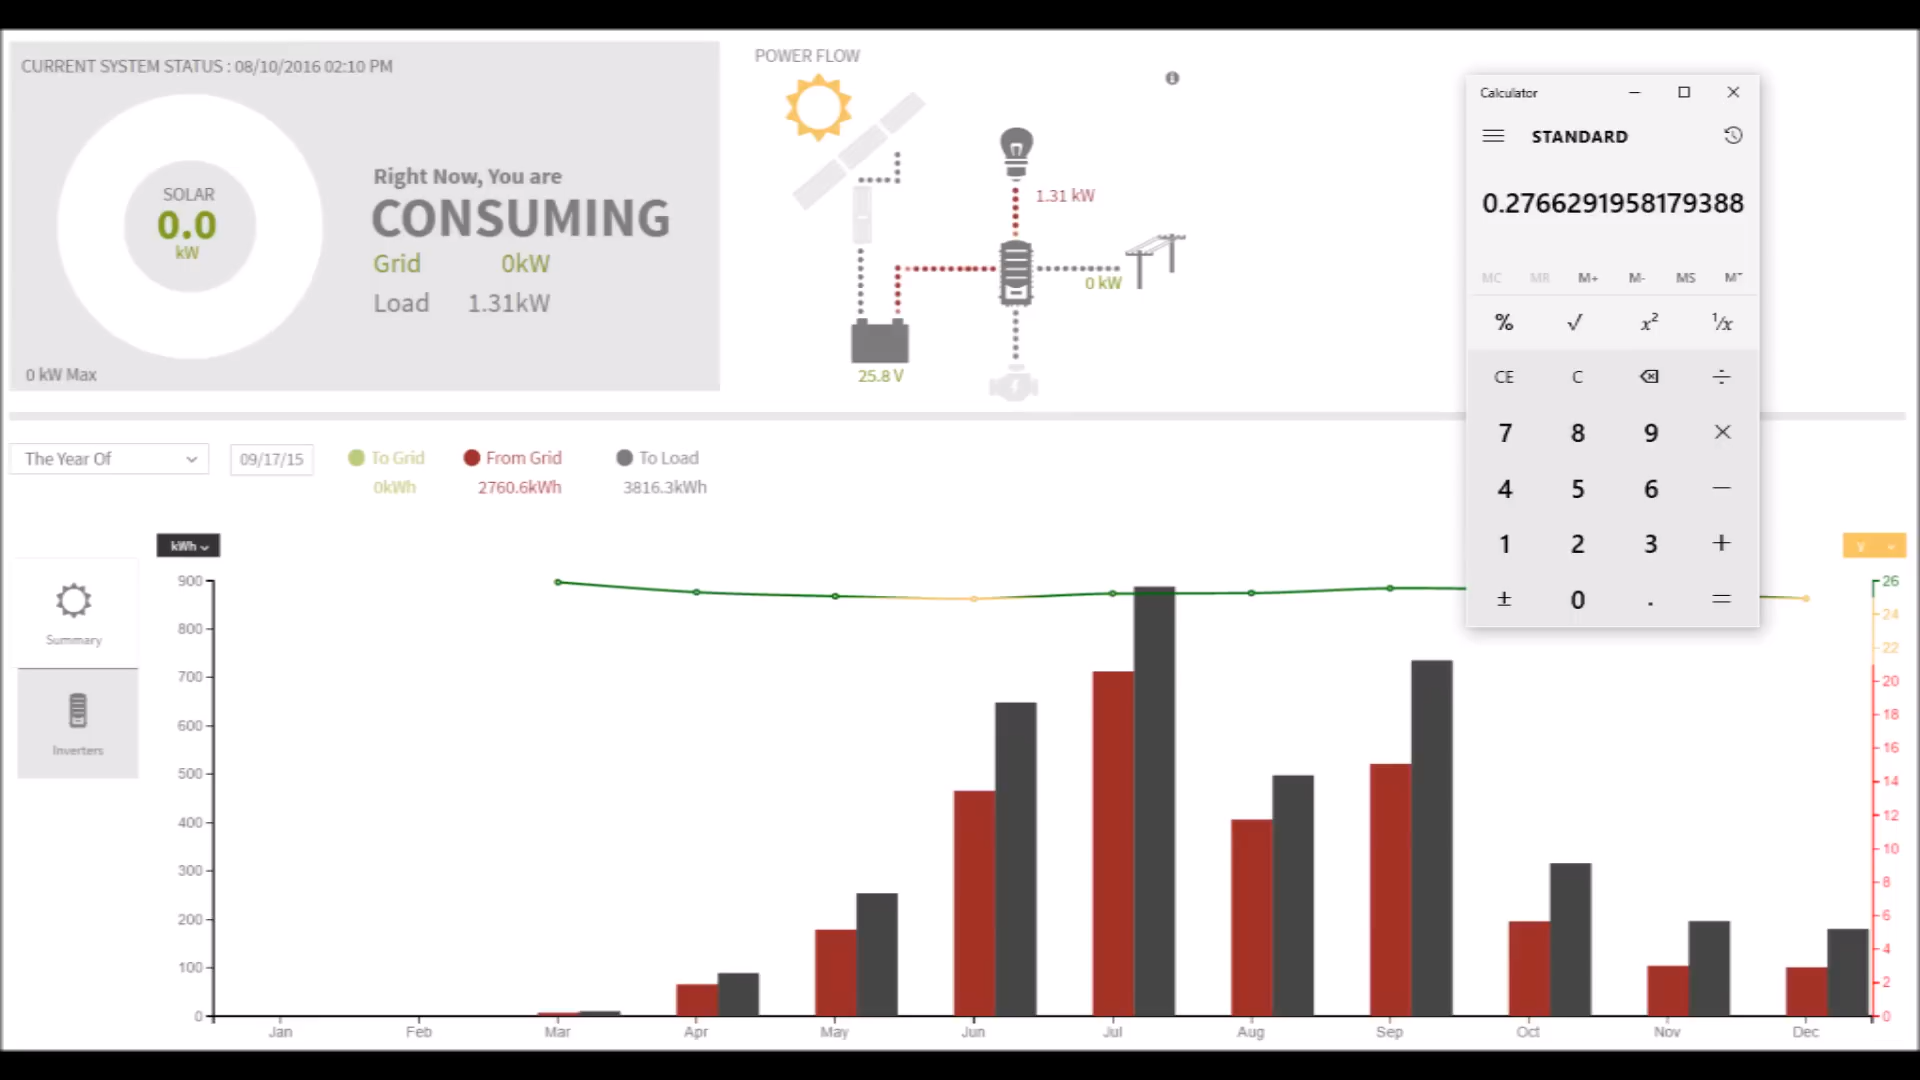 CURRENT SYSTEM STATUS : 08/10/2016 02:10 PM
SOLAR
0.0
kW
Right Now, You are
CONSUMING
Grid 0kW
Load 1.31kW
0 kW Max
POWER FLOW
1.31 kW
0 kW
25.8 V
Calculator
STANDARD
0.2766291958179388
MC MR M+ M- MS M˅
% √ x² ¹/x
CE C ÷
7 8 9 ×
4 5 6 −
1 2 3 +
± 0 . =
The Year Of
09/17/15
To Grid
0kWh
From Grid
2760.6kWh
To Load
3816.3kWh
Summary
Inverters
kWh
V
900
800
700
600
500
400
300
200
100
0
26
24
22
20
18
16
14
12
10
8
6
4
2
0
Jan Feb Mar Apr May Jun Jul Aug Sep Oct Nov Dec